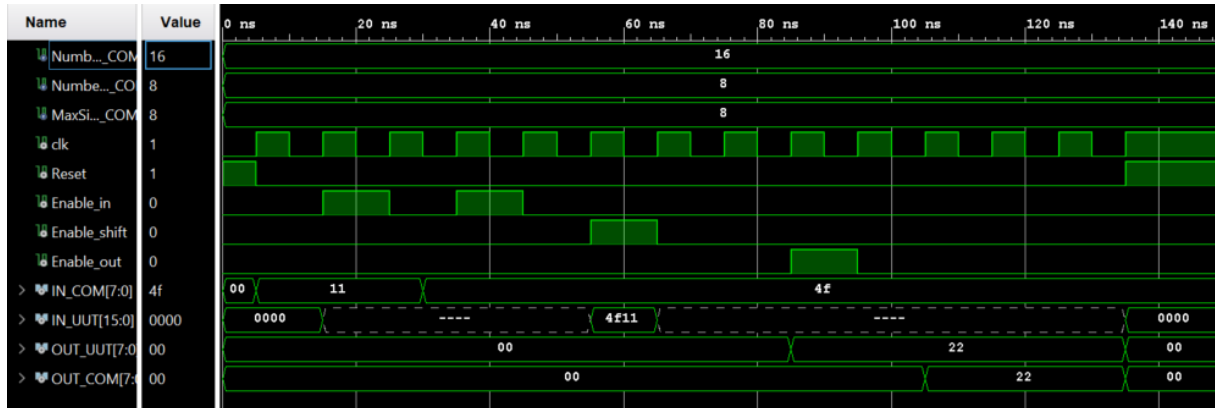 Name Value 0 ns 20 ns 40 ns 60 ns 80 ns 100 ns 120 ns 140 ns
Numb..._COM 16 16
Numbe..._CO 8 8
MaxSi..._COM 8 8
clk 1
Reset 1
Enable_in 0
Enable_shift 0
Enable_out 0
> IN_COM[7:0] 4f 00 11 4f
> IN_UUT[15:0] 0000 0000 ---- 4f11 ---- 0000
> OUT_UUT[7:0 00 00 22 00
> OUT_COM[7:0 00 00 22 00